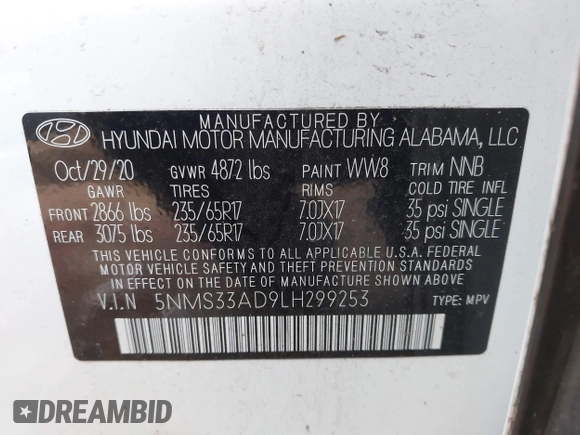 MANUFACTURED BY
HYUNDAI MOTOR MANUFACTURING ALABAMA, LLC
Oct/29/20 GVWR 4872 lbs PAINT WW8 TRIM NNB
GAWR TIRES RIMS COLD TIRE INFL
FRONT 2866 lbs 235/65R17 7.0JX17 35 psi SINGLE
REAR 3075 lbs 235/65R17 7.0JX17 35 psi SINGLE
THIS VEHICLE CONFORMS TO ALL APPLICABLE U.S.A. FEDERAL
MOTOR VEHICLE SAFETY AND THEFT PREVENTION STANDARDS
IN EFFECT ON THE DATE OF MANUFACTURE SHOWN ABOVE
V.I.N 5NMS33AD9LH299253 TYPE: MPV
DREAMBID